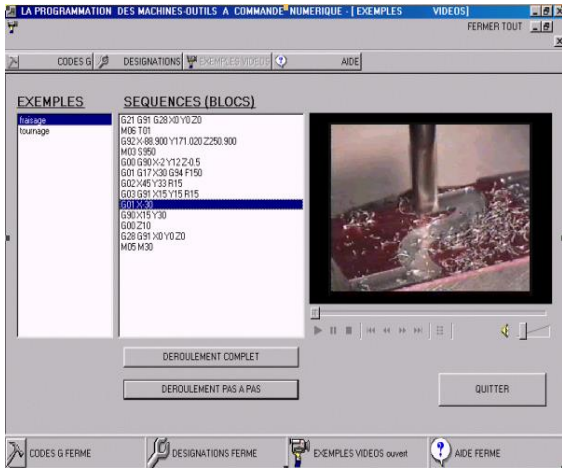 LA PROGRAMMATION DES MACHINES-OUTILS A COMMANDE NUMERIQUE - [EXEMPLES VIDEOS]
FERMER TOUT
CODES G DESIGNATIONS EXEMPLES VIDEOS AIDE
EXEMPLES SEQUENCES (BLOCS)
fraisage
tournage
G21 G91 G28 X0 Y0 Z0
M06 T01
G92 X-88.900 Y171.020 Z250.900
M03 S950
G00 G90 X-2 Y12 Z-0.5
G01 G17 X30 G94 F150
G02 X45 Y33 R15
G03 G91 X15 Y15 R15
G01 X-30
G90 X15 Y30
G00 Z10
G28 G91 X0 Y0 Z0
M05 M30
DEROULEMENT COMPLET
DEROULEMENT PAS A PAS
QUITTER
CODES G FERME DESIGNATIONS FERME EXEMPLES VIDEOS ouvert AIDE FERME